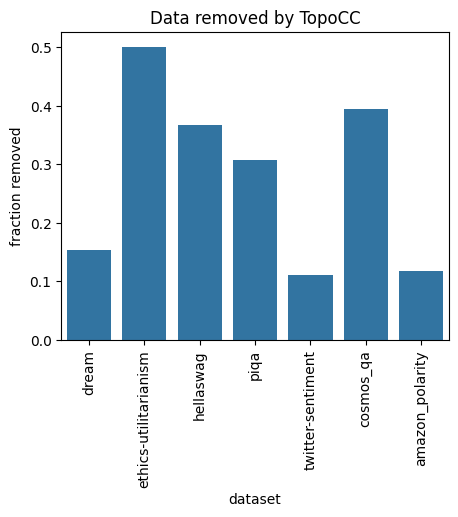 Data removed by TopoCC
fraction removed
0.5
0.4
0.3
0.2
0.1
0.0
dream
ethics-utilitarianism
hellaswag
piqa
twitter-sentiment
cosmos_qa
amazon_polarity
dataset